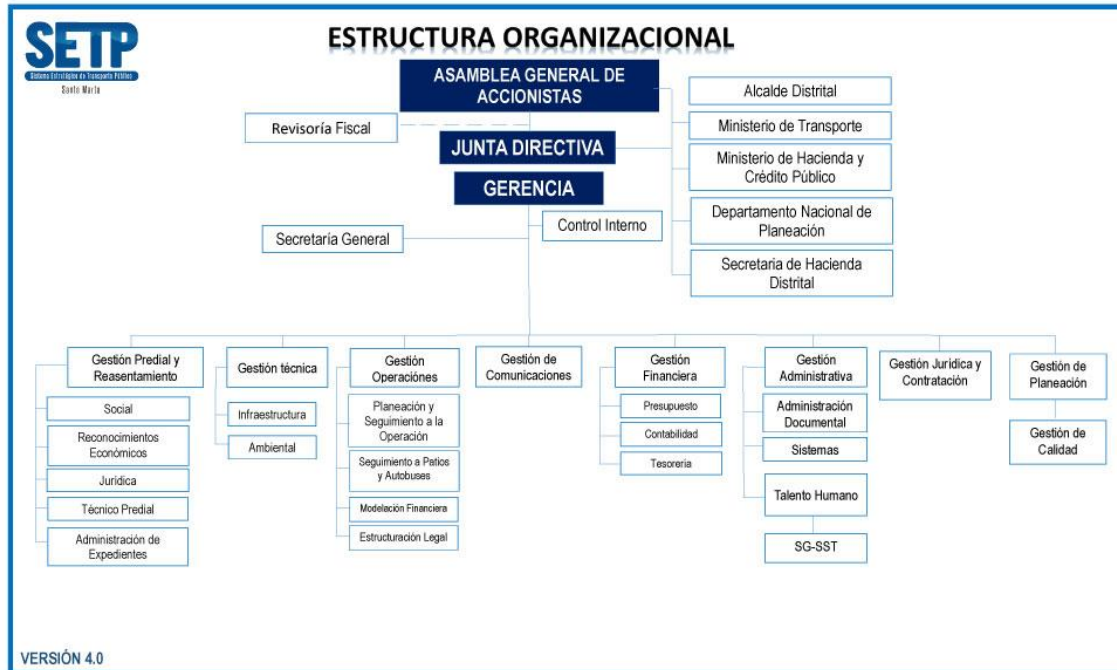 SETP
Sistema Estratégico de Transporte Público
Santa Marta
ESTRUCTURA ORGANIZACIONAL
ASAMBLEA GENERAL DE
ACCIONISTAS
Revisoría Fiscal
JUNTA DIRECTIVA
GERENCIA
Alcalde Distrital
Ministerio de Transporte
Ministerio de Hacienda y
Crédito Público
Departamento Nacional de
Planeación
Secretaria de Hacienda
Distrital
Control Interno
Secretaría General
Gestión Predial y
Reasentamiento
Social
Reconocimientos
Económicos
Jurídica
Técnico Predial
Administración de
Expedientes
Gestión técnica
Infraestructura
Ambiental
Gestión
Operaciónes
Planeación y
Seguimiento a la
Operación
Seguimiento a Patios
y Autobuses
Modelación Financiera
Estructuración Legal
Gestión de
Comunicaciones
Gestión
Financiera
Presupuesto
Contabilidad
Tesorería
Gestión
Administrativa
Administración
Documental
Sistemas
Talento Humano
SG-SST
Gestión Jurídica y
Contratación
Gestión de
Planeación
Gestión de
Calidad
VERSIÓN 4.0